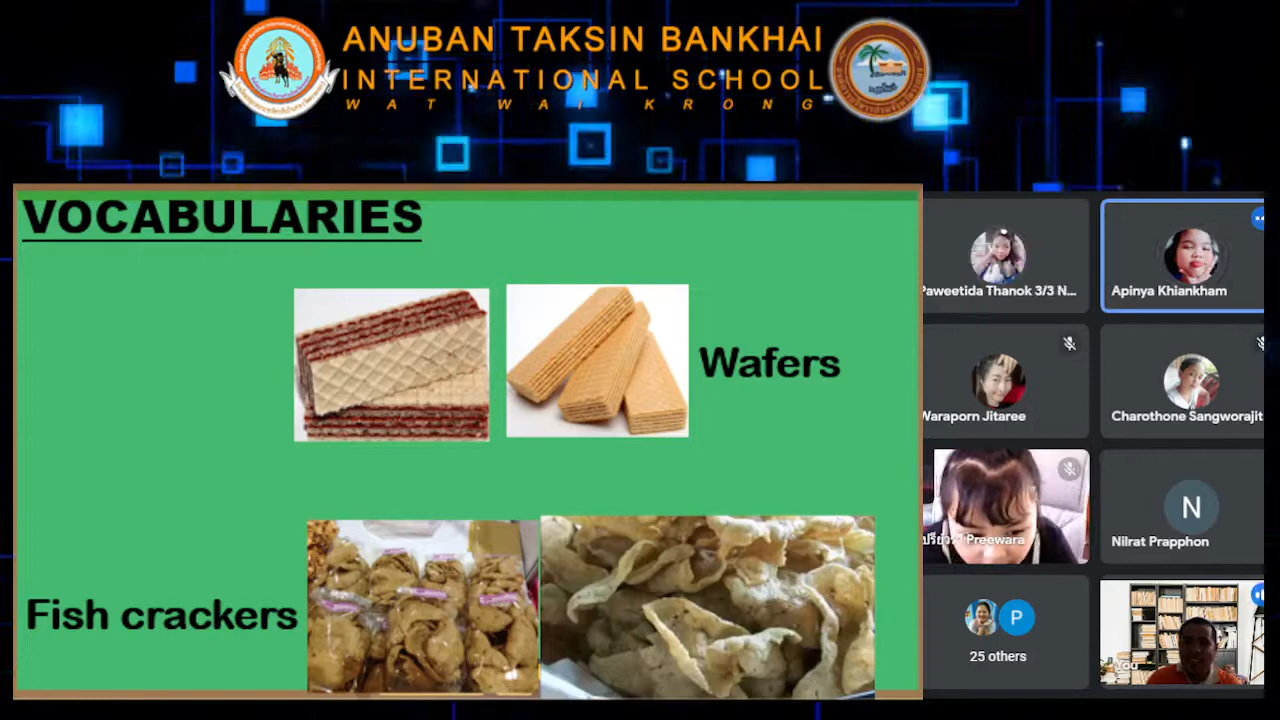 ANUBAN TAKSIN BANKHAI
INTERNATIONAL SCHOOL
WAT WAI KRONG
VOCABULARIES
Wafers
Fish crackers
Paweetida Thanok 3/3 N...
Apinya Khiankham
Waraporn Jitaree
Charothone Sangworajit
Preewara
N
Nilrat Prapphon
P
25 others
You